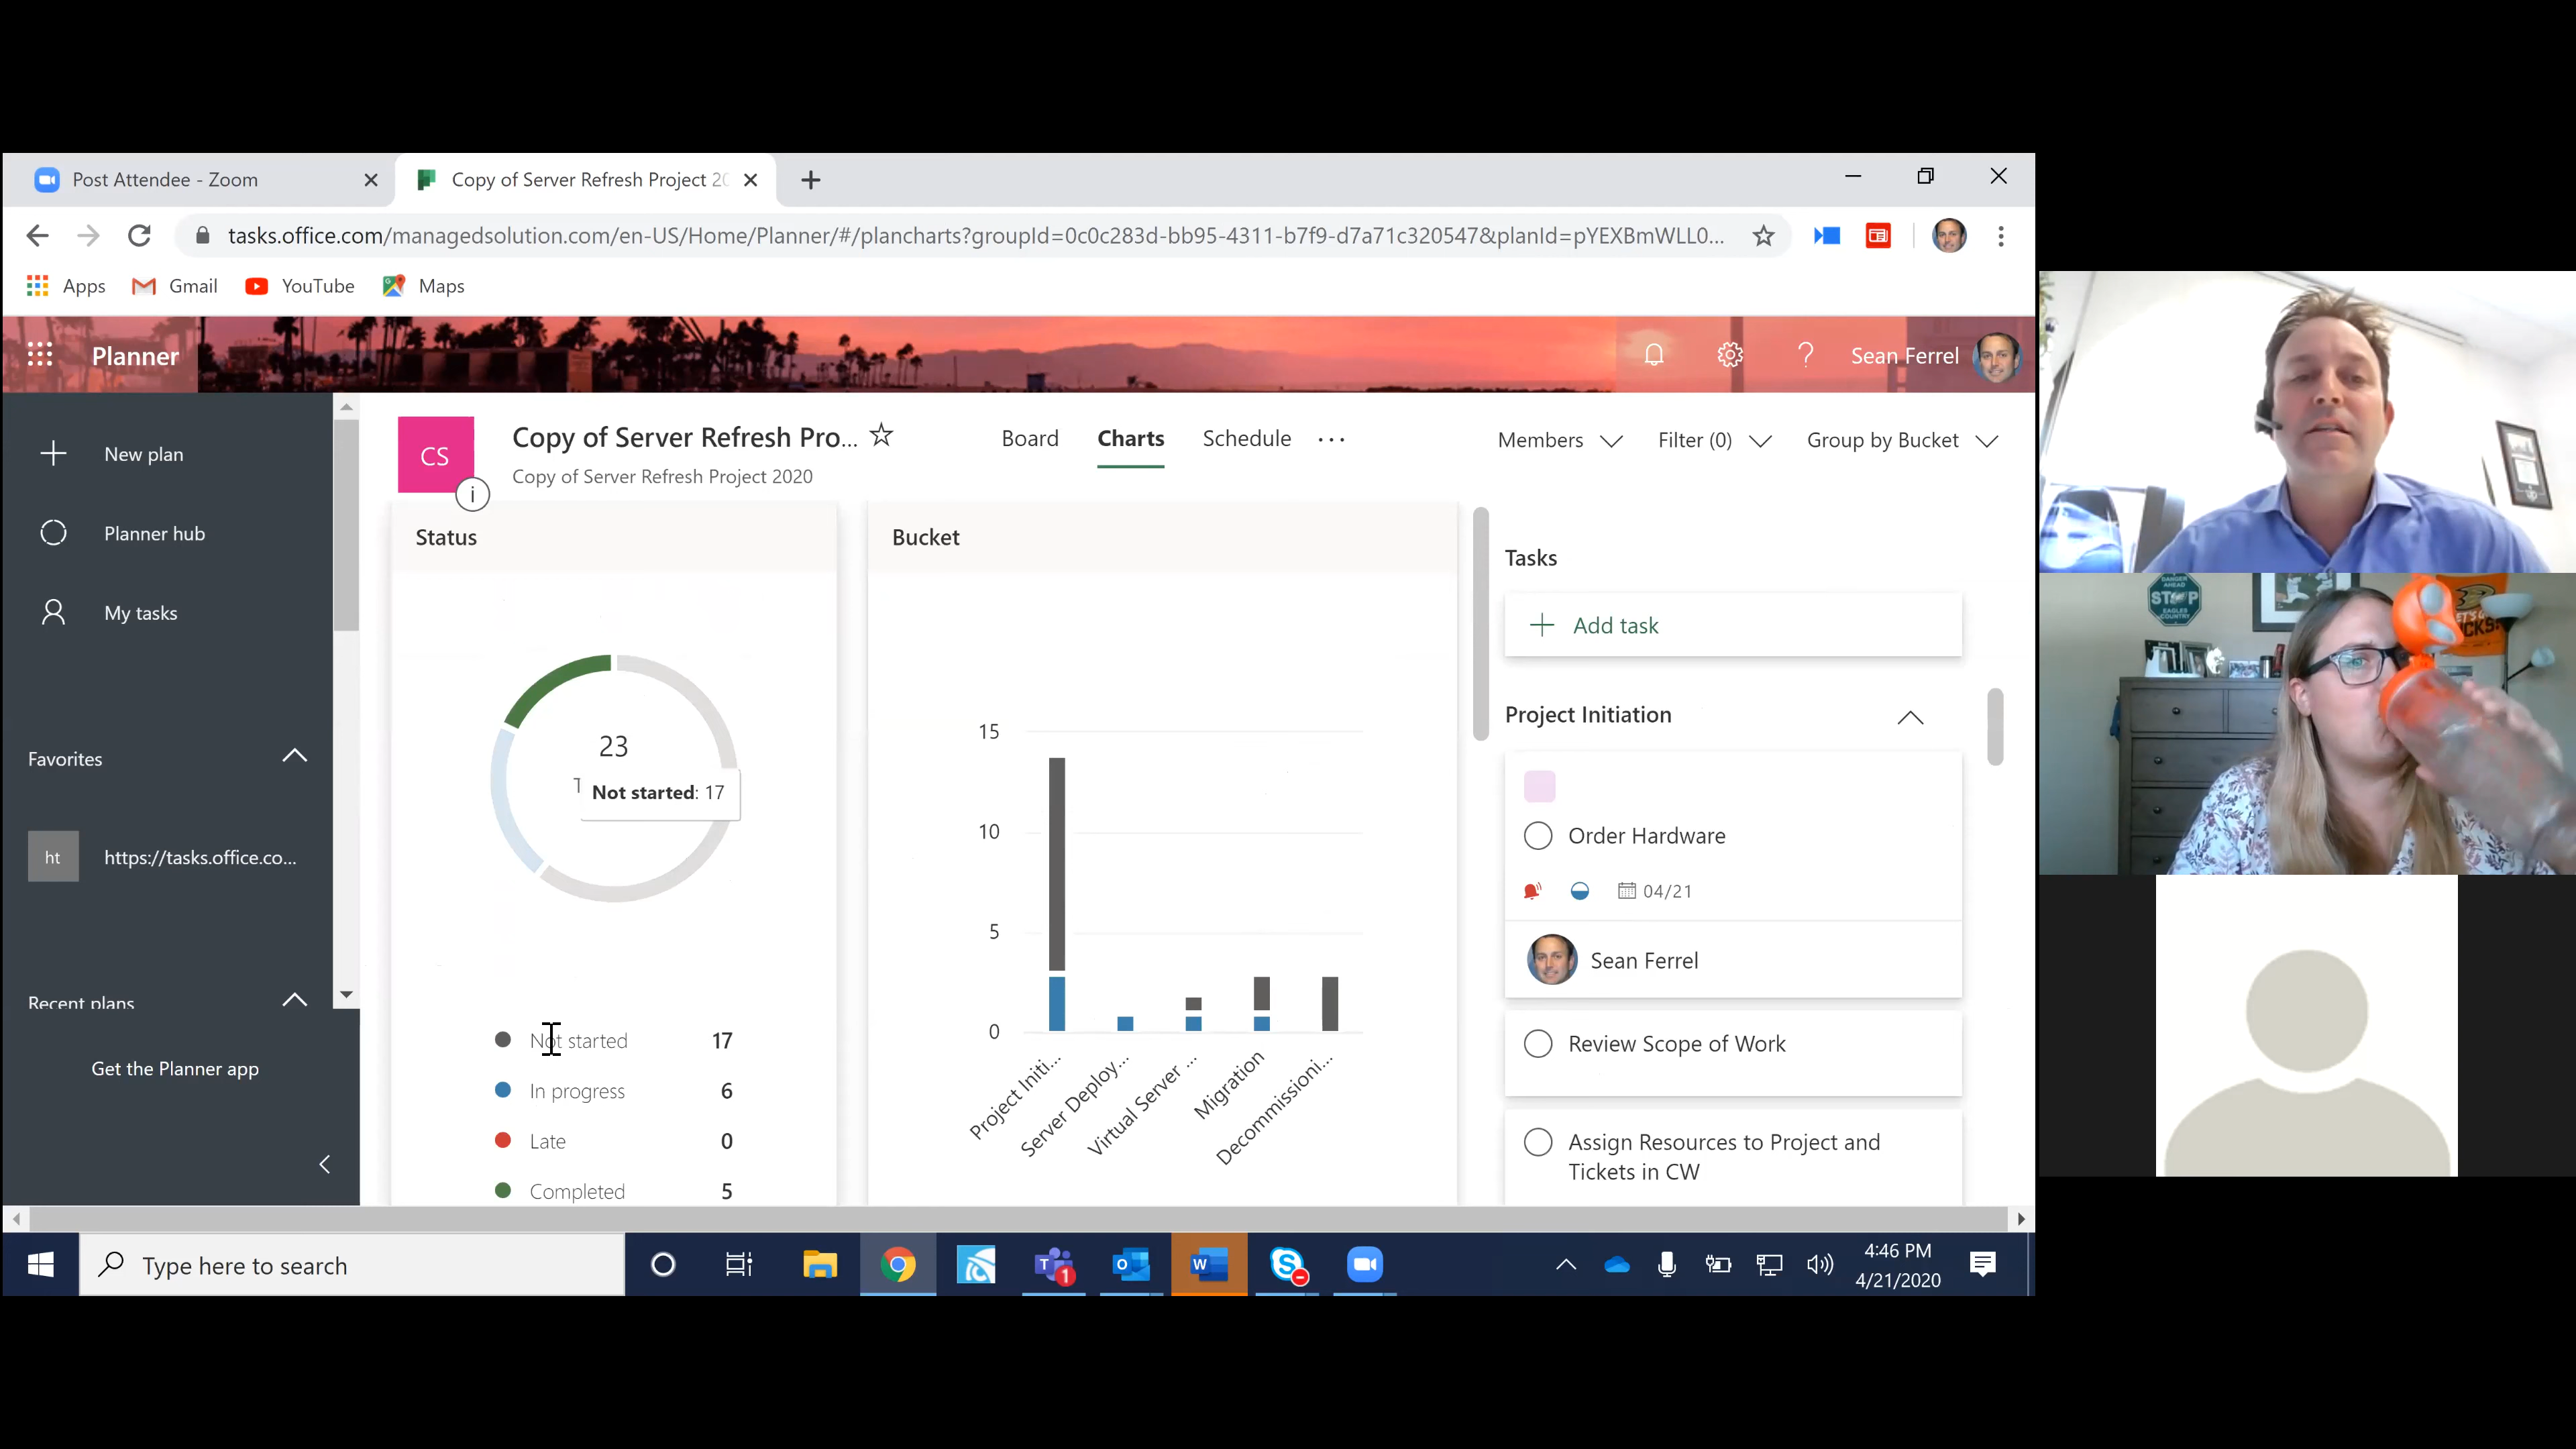 Post Attendee - Zoom
Copy of Server Refresh Project 20
tasks.office.com/managedsolution.com/en-US/Home/Planner/#/plancharts?groupId=0c0c283d-bb95-4311-b7f9-d7a71c320547&planId=pYEXBmWLL0...
Apps
Gmail
YouTube
Maps
Planner
Sean Ferrel
New plan
Planner hub
My tasks
Favorites
ht
https://tasks.office.co...
Recent plans
Get the Planner app
CS
i
Copy of Server Refresh Pro...
Copy of Server Refresh Project 2020
Board
Charts
Schedule
Members
Filter (0)
Group by Bucket
Status
23
T
Not started: 17
Not started 17
In progress 6
Late 0
Completed 5
Bucket
15
10
5
0
Project Initi...
Server Deploy...
Virtual Server ...
Migration
Decommissioni...
Tasks
Add task
Project Initiation
Order Hardware
04/21
Sean Ferrel
Review Scope of Work
Assign Resources to Project and
Tickets in CW
DANGER
AHEAD
STOP
EAGLES
COUNTRY
Type here to search
1
4:46 PM
4/21/2020